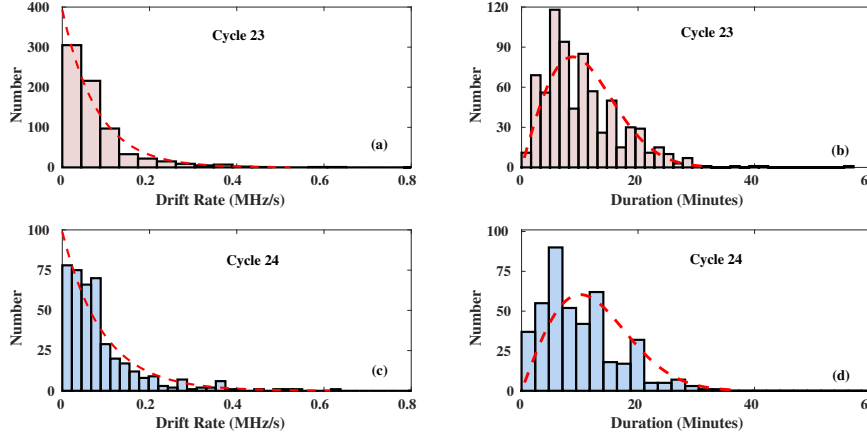 400
300
200
100
0
Number
Cycle 23
(a)
0 0.2 0.4 0.6 0.8
Drift Rate (MHz/s)
120
90
60
30
0
Number
Cycle 23
(b)
0 20 40 6
Duration (Minutes)
100
75
50
25
0
Number
Cycle 24
(c)
0 0.2 0.4 0.6 0.8
Drift Rate (MHz/s)
100
50
0
Number
Cycle 24
(d)
0 20 40 6
Duration (Minutes)